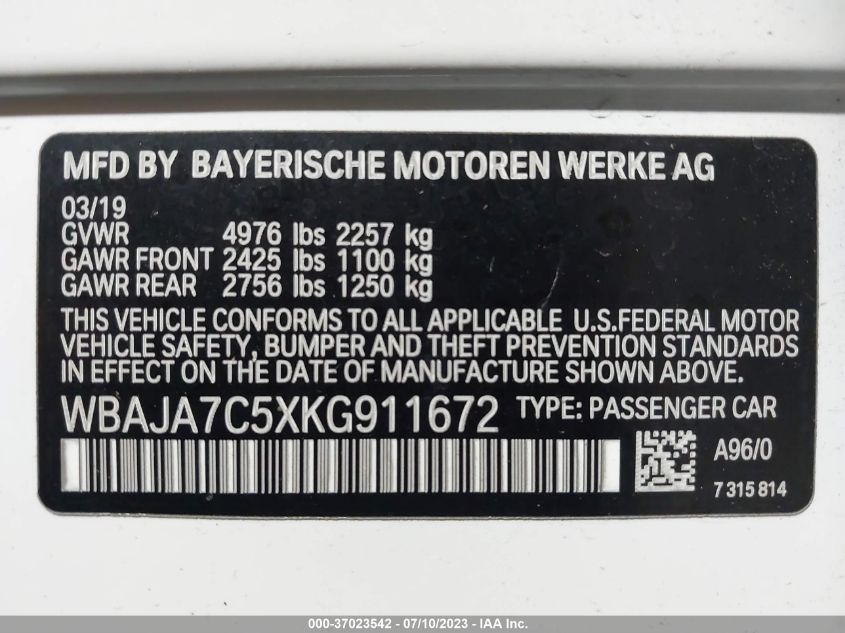 MFD BY BAYERISCHE MOTOREN WERKE AG
03/19
GVWR 4976 lbs 2257 kg
GAWR FRONT 2425 lbs 1100 kg
GAWR REAR 2756 lbs 1250 kg
THIS VEHICLE CONFORMS TO ALL APPLICABLE U.S.FEDERAL MOTOR
VEHICLE SAFETY, BUMPER AND THEFT PREVENTION STANDARDS
IN EFFECT ON THE DATE OF MANUFACTURE SHOWN ABOVE.
WBAJA7C5XKG911672 TYPE: PASSENGER CAR
A96/0
7 315 814
000-37023542 - 07/10/2023 - IAA Inc.